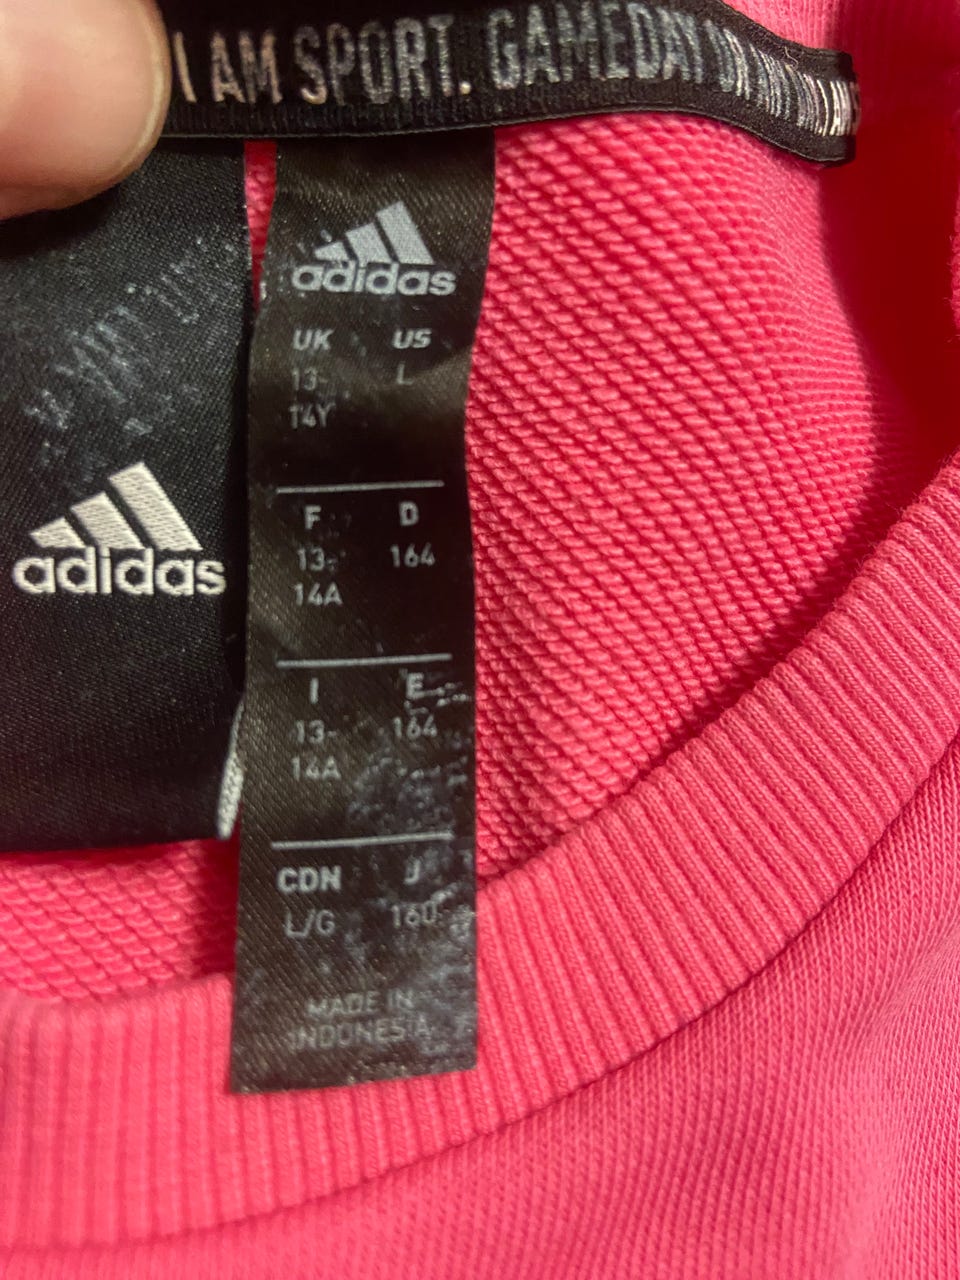 I AM SPORT. GAMEDAY OR
adidas
UK US
13- L
14Y
F D
13- 164
14A
adidas
I E
13- 164
14A
CDN J
L/G 160
MADE IN
INDONESIA